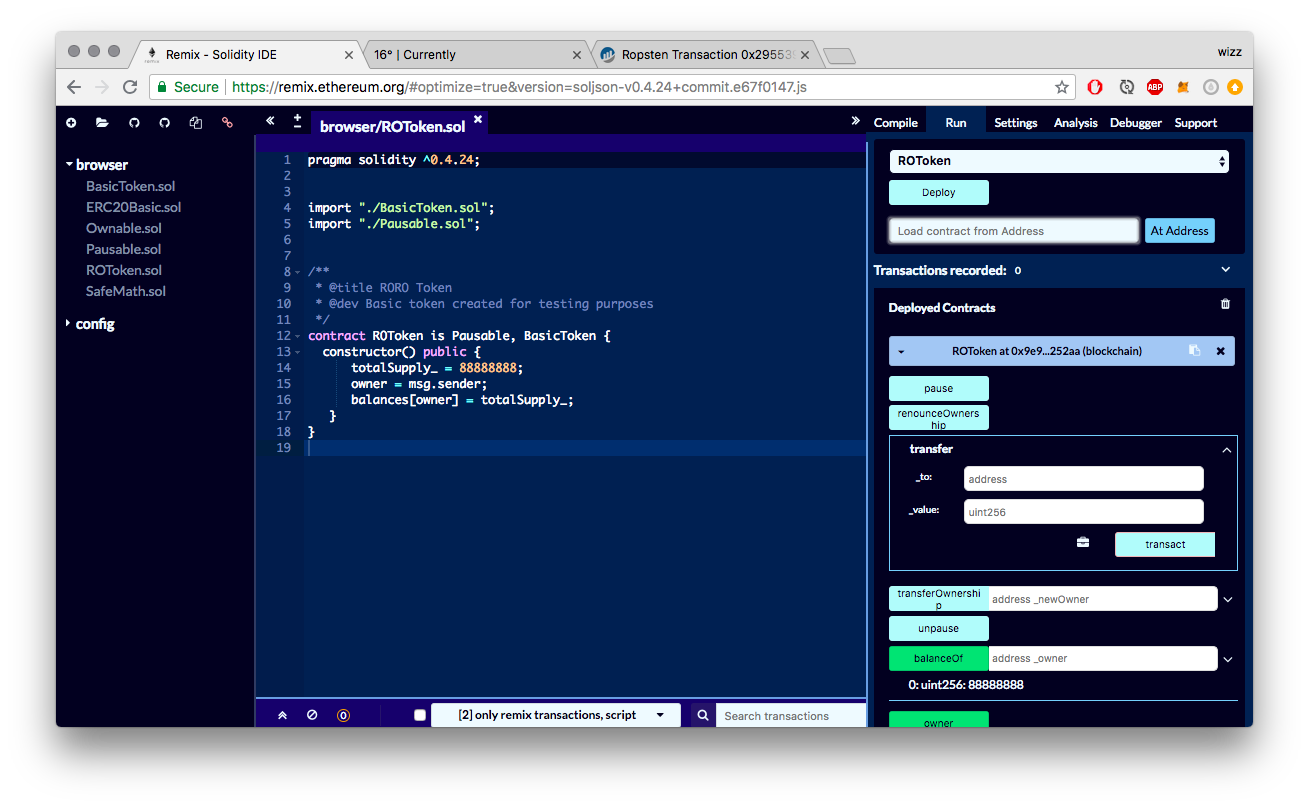 Remix - Solidity IDE
16° | Currently
Ropsten Transaction 0x29553
wizz
Secure
https://remix.ethereum.org/#optimize=true&version=soljson-v0.4.24+commit.e67f0147.js
ABP
browser/ROToken.sol
Compile
Run
Settings
Analysis
Debugger
Support
browser
BasicToken.sol
ERC20Basic.sol
Ownable.sol
Pausable.sol
ROToken.sol
SafeMath.sol
config
1 pragma solidity ^0.4.24;
2
3
4 import "./BasicToken.sol";
5 import "./Pausable.sol";
6
7
8 /**
9 * @title RORO Token
10 * @dev Basic token created for testing purposes
11 */
12 contract ROToken is Pausable, BasicToken {
13 constructor() public {
14 totalSupply_ = 88888888;
15 owner = msg.sender;
16 balances[owner] = totalSupply_;
17 }
18 }
19
0
[2] only remix transactions, script
Search transactions
ROToken
Deploy
Load contract from Address
At Address
Transactions recorded: 0
Deployed Contracts
ROToken at 0x9e9...252aa (blockchain)
pause
renounceOwners
hip
transfer
_to:
address
_value:
uint256
transact
transferOwnershi
p
address _newOwner
unpause
balanceOf
address _owner
0: uint256: 88888888
owner